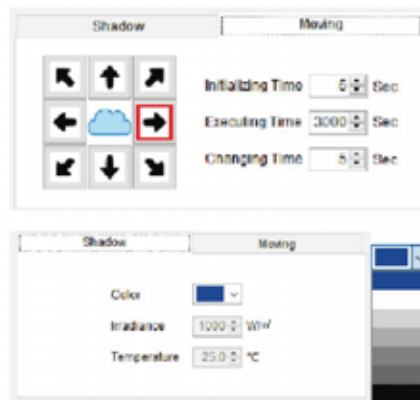 Shadow Moving
Initializing Time 5 Sec
Executing Time 3000 Sec
Changing Time 5 Sec
Shadow Moving
Color
Irradiance 1000 W/㎡
Temperature 25.0 ℃